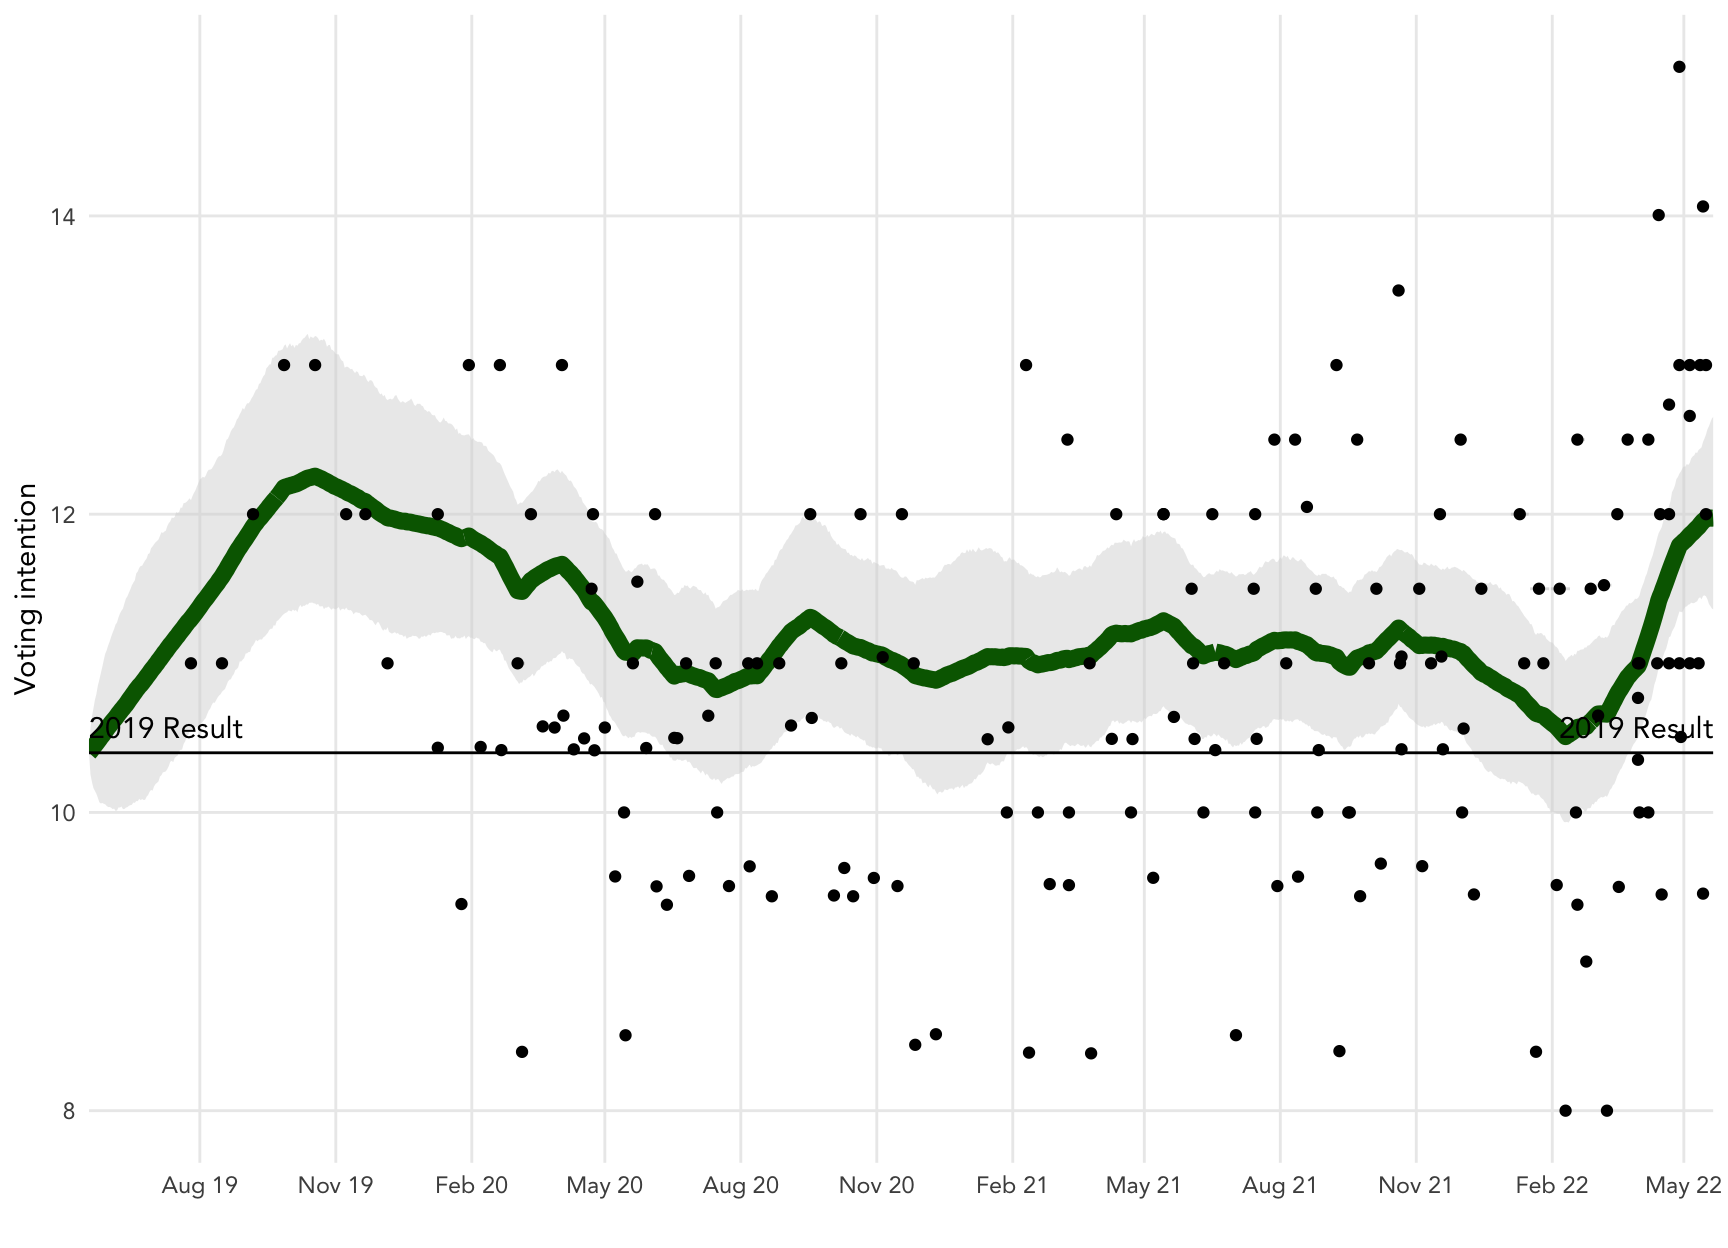 Voting intention
14
12
10
8
2019 Result
2019 Result
Aug 19
Nov 19
Feb 20
May 20
Aug 20
Nov 20
Feb 21
May 21
Aug 21
Nov 21
Feb 22
May 22